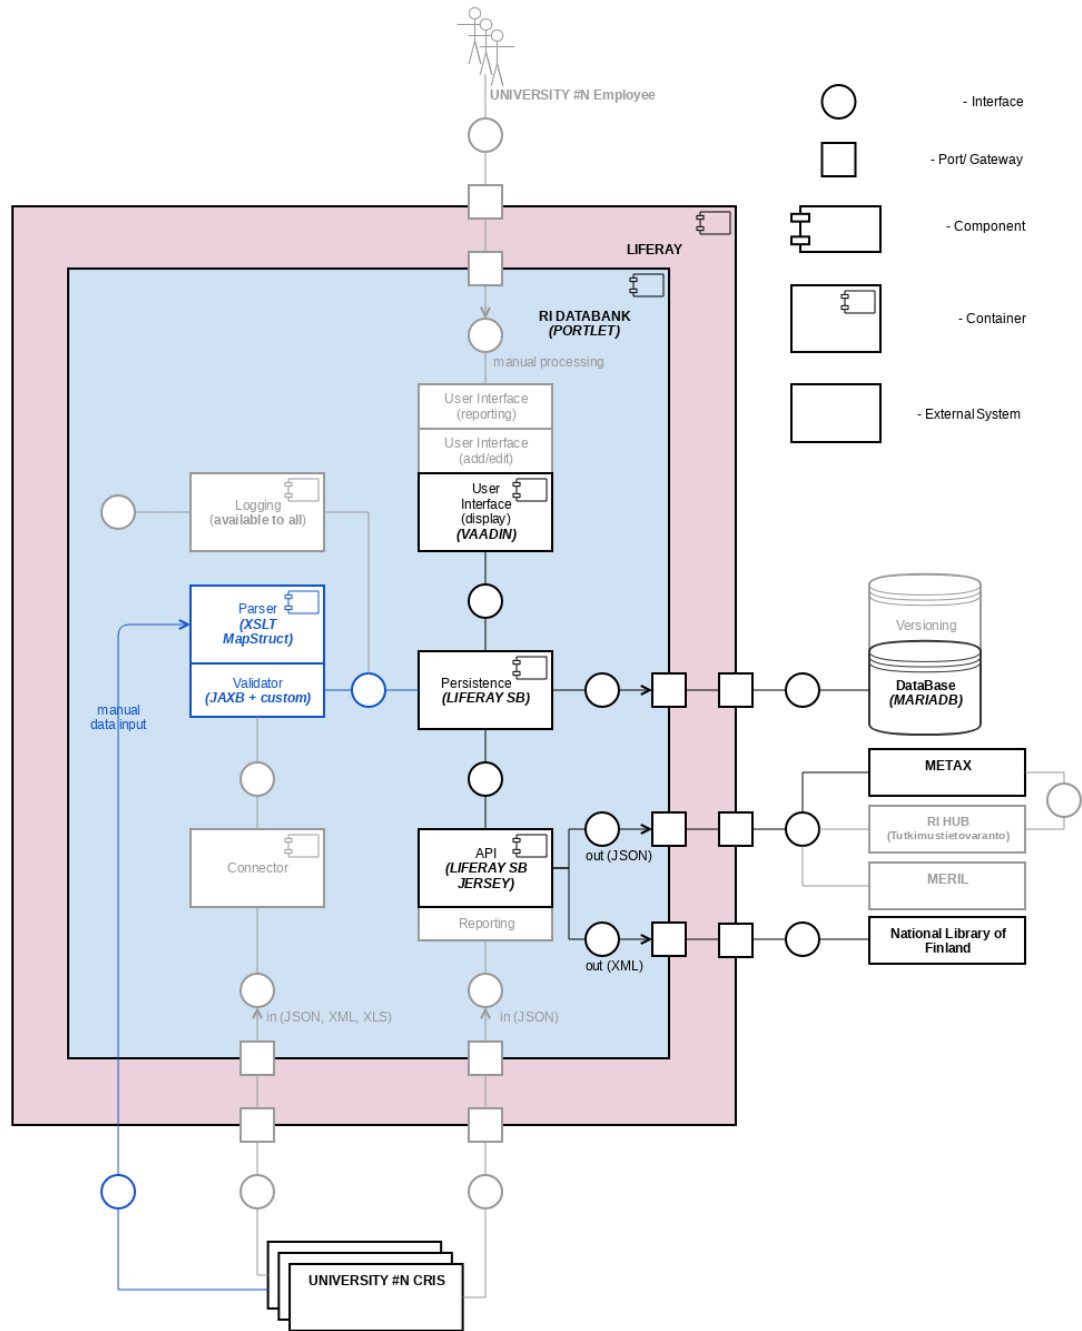 UNIVERSITY #N Employee
- Interface
- Port/ Gateway
- Component
- Container
- External System
LIFERAY
RI DATABANK
(PORTLET)
manual processing
User Interface
(reporting)
User Interface
(add/edit)
User
Interface
(display)
(VAADIN)
Logging
(available to all)
Parser
(XSLT
MapStruct)
Validator
(JAXB + custom)
manual
data input
Persistence
(LIFERAY SB)
Versioning
DataBase
(MARIADB)
METAX
RI HUB
(Tutkimustietovaranto)
MERIL
National Library of
Finland
Connector
API
(LIFERAY SB
JERSEY)
Reporting
out (JSON)
out (XML)
in (JSON, XML, XLS)
in (JSON)
UNIVERSITY #N CRIS